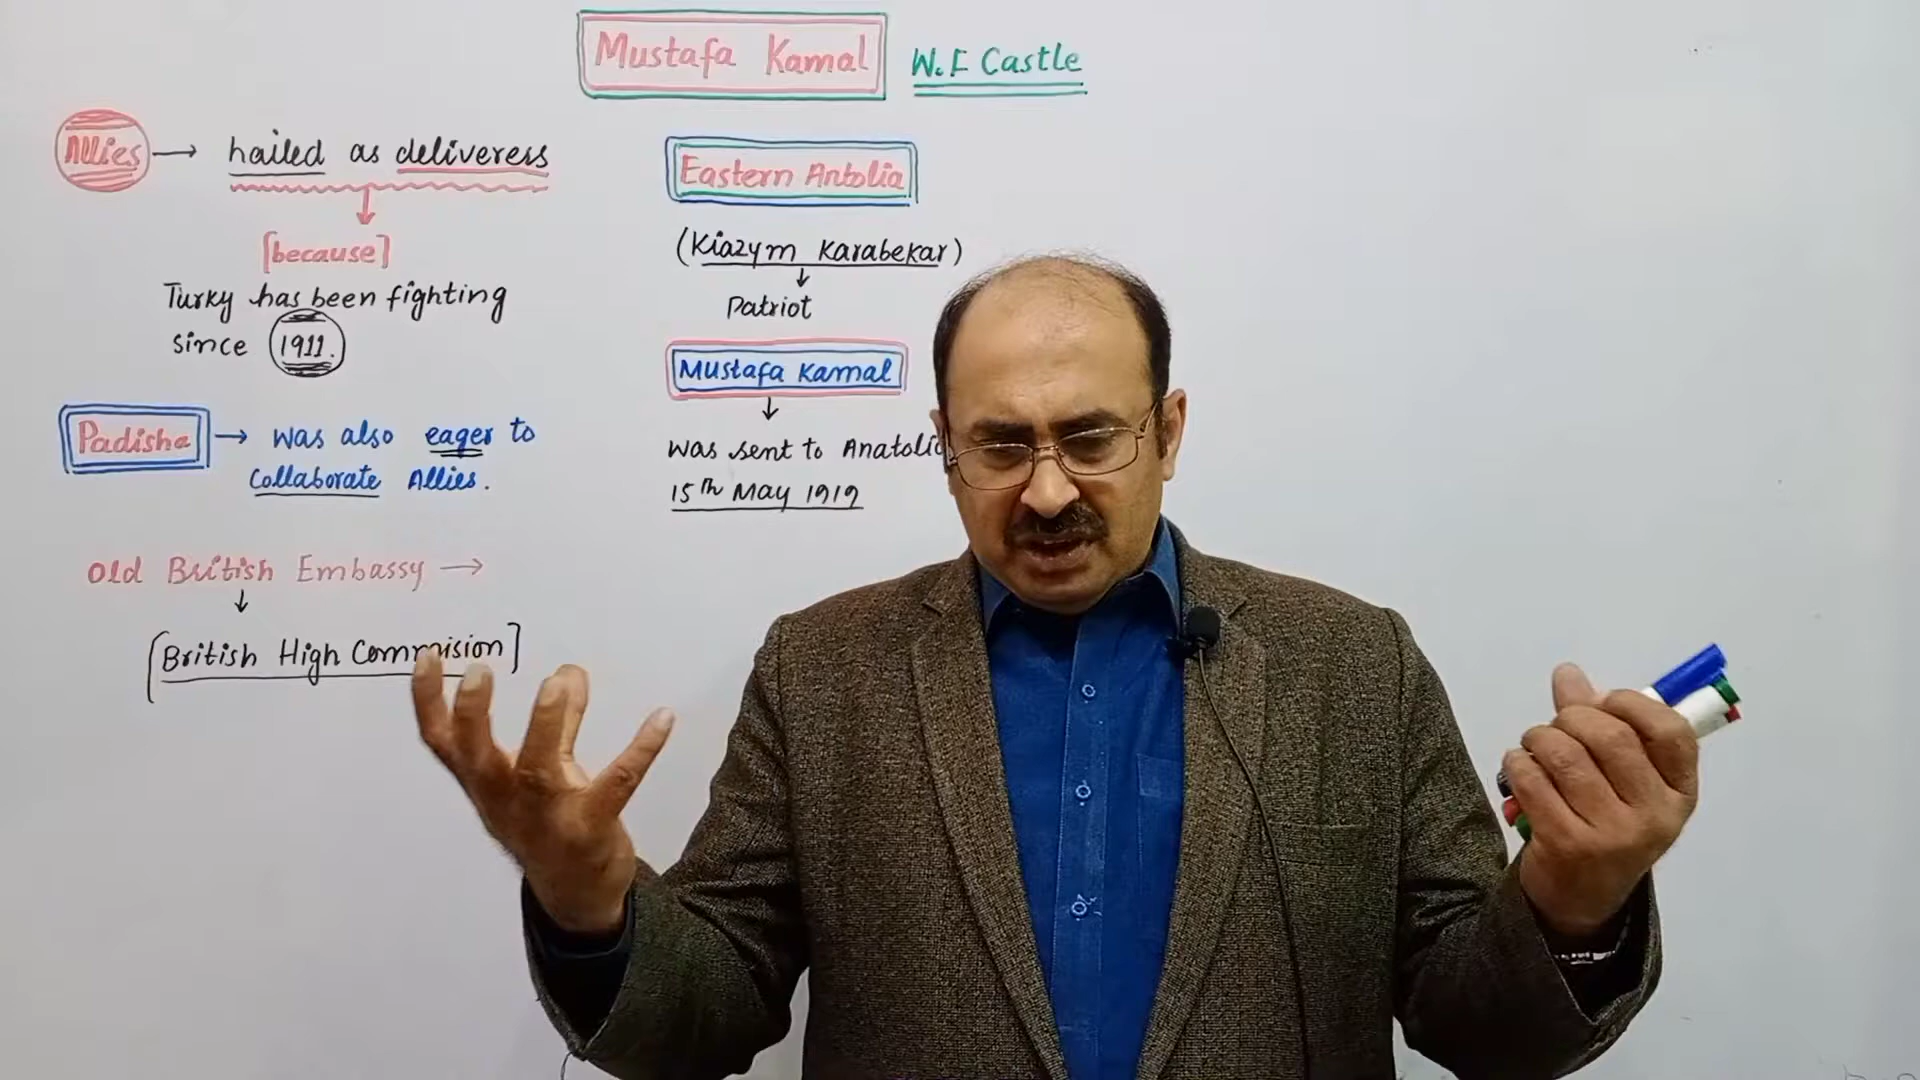 Mustafa Kamal W.F Castle
Allies → hailed as deliveress
[because]
Turky has been fighting
since 1911.
Padisha → was also eager to
Collaborate Allies.
Old British Embassy →
[British High Commision]
Eastern Antolia
(Kiazym Karabekar)
Patriot
Mustafa Kamal
was sent to Anatolia
15th May 1919